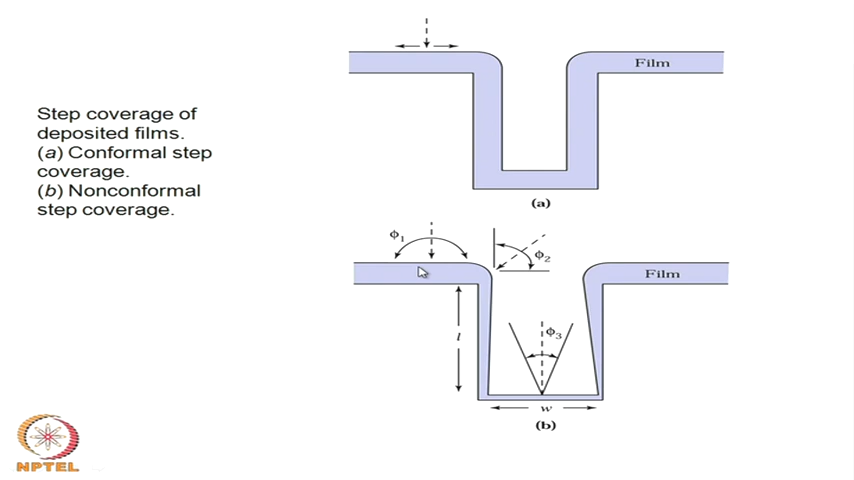 Step coverage of
deposited films.
(a) Conformal step
coverage.
(b) Nonconformal
step coverage.
Film
(a)
ϕ1
ϕ2
Film
l
ϕ3
w
(b)
NPTEL